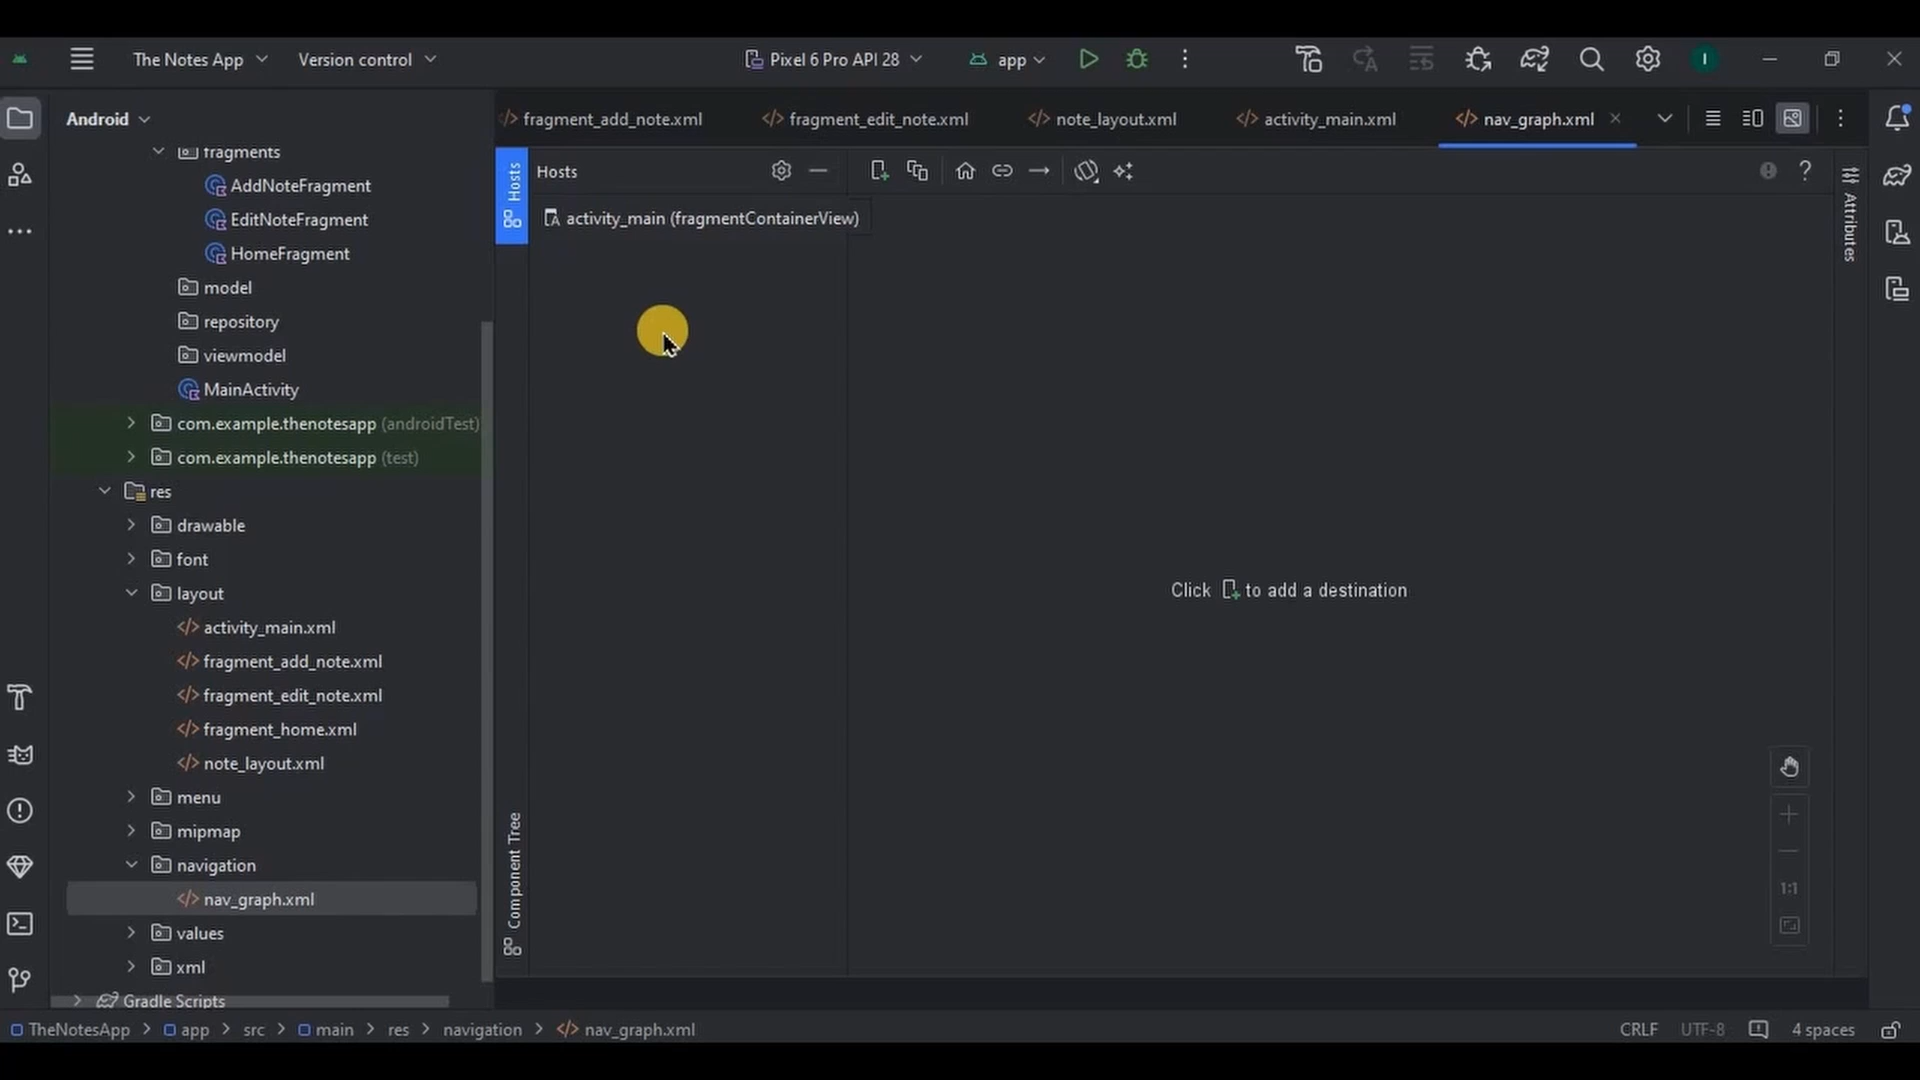 The Notes App
Version control
Pixel 6 Pro API 28
app
I
Android
fragment_add_note.xml
fragment_edit_note.xml
note_layout.xml
activity_main.xml
nav_graph.xml
fragments
AddNoteFragment
EditNoteFragment
HomeFragment
model
repository
viewmodel
MainActivity
com.example.thenotesapp (androidTest)
com.example.thenotesapp (test)
res
drawable
font
layout
activity_main.xml
fragment_add_note.xml
fragment_edit_note.xml
fragment_home.xml
note_layout.xml
menu
mipmap
navigation
nav_graph.xml
values
xml
Gradle Scripts
Hosts
Hosts
activity_main (fragmentContainerView)
Component Tree
Click to add a destination
Attributes
1:1
TheNotesApp > app > src > main > res > navigation > nav_graph.xml
CRLF
UTF-8
4 spaces